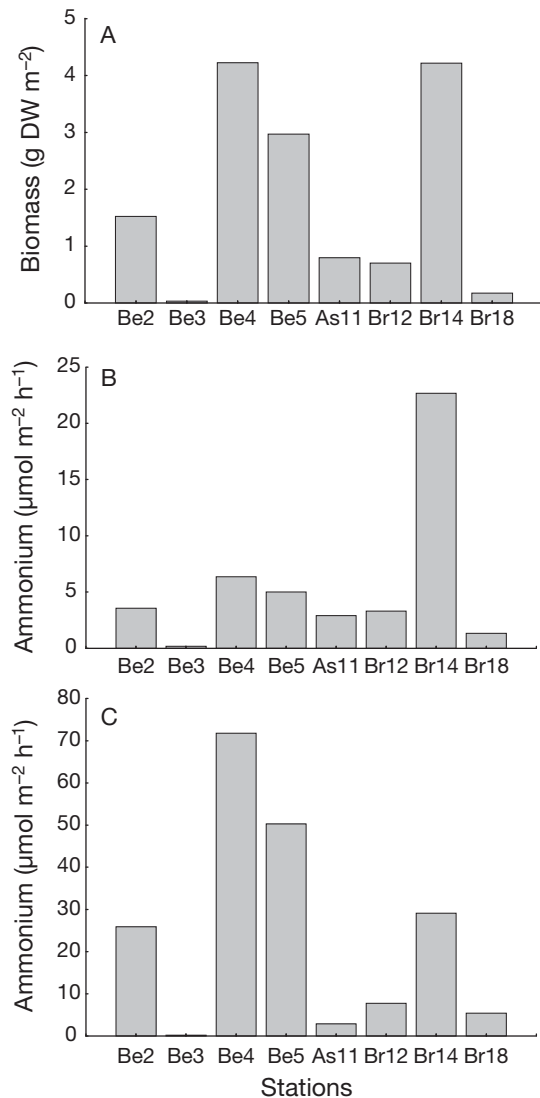 A
Biomass (g DW m⁻²)
5
4
3
2
1
0
Be2 Be3 Be4 Be5 As11 Br12 Br14 Br18
B
Ammonium (µmol m⁻² h⁻¹)
25
20
15
10
5
0
Be2 Be3 Be4 Be5 As11 Br12 Br14 Br18
C
Ammonium (µmol m⁻² h⁻¹)
80
70
60
50
40
30
20
10
0
Be2 Be3 Be4 Be5 As11 Br12 Br14 Br18
Stations